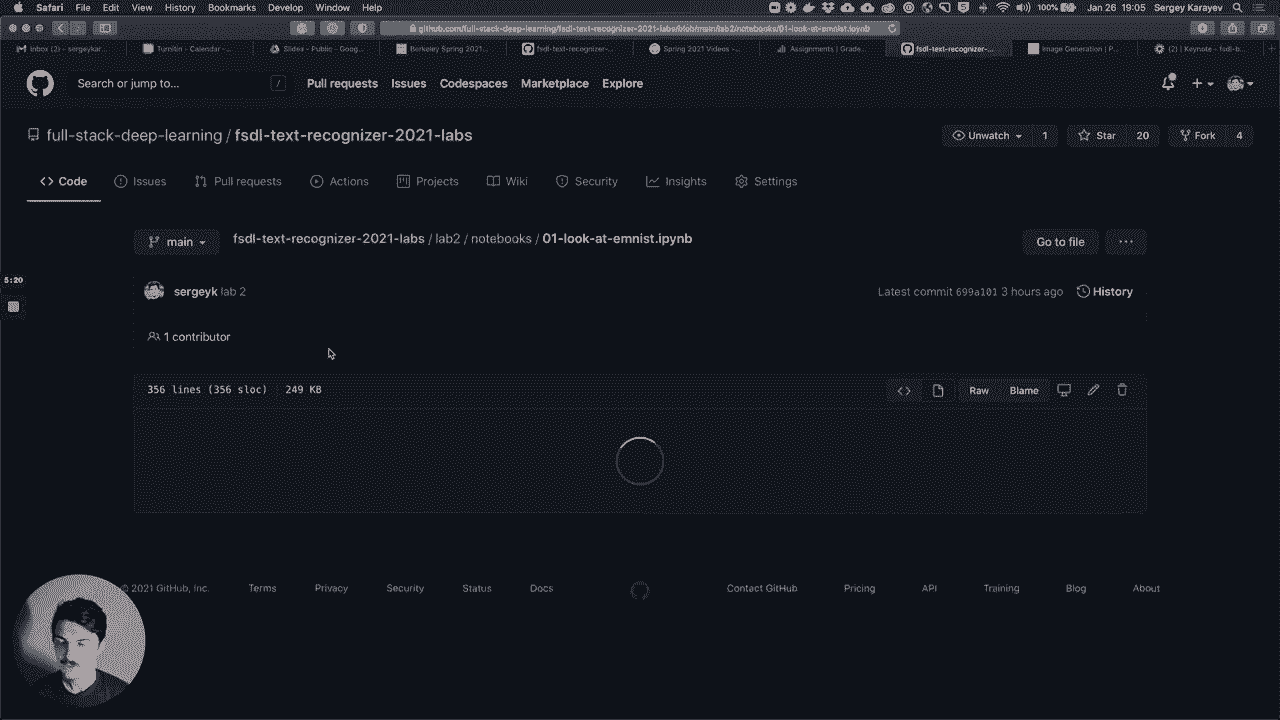 Safari File Edit View History Bookmarks Develop Window Help 100% Jan 26 19:05 Sergey Karayev
github.com/full-stack-deep-learning/fsdl-text-recognizer-2021-labs/blob/main/lab2/notebooks/01-look-at-emnist.ipynb
Inbox (2) – sergeykar... Turnitin - Calendar -... Slides - Public - Goog... Berkeley Spring 2021... fsdl-text-recognizer-... Spring 2021 Videos -... Assignments | Grade... fsdl-text-recognizer-... Image Generation | P... (2) | Keynote - fsdl-b...
Search or jump to... / Pull requests Issues Codespaces Marketplace Explore
full-stack-deep-learning / fsdl-text-recognizer-2021-labs Unwatch 1 Star 20 Fork 4
Code Issues Pull requests Actions Projects Wiki Security Insights Settings
main fsdl-text-recognizer-2021-labs / lab2 / notebooks / 01-look-at-emnist.ipynb Go to file ...
5:20
sergeyk lab 2 Latest commit 699a101 3 hours ago History
1 contributor
356 lines (356 sloc) 249 KB <> Raw Blame
© 2021 GitHub, Inc. Terms Privacy Security Status Docs Contact GitHub Pricing API Training Blog About